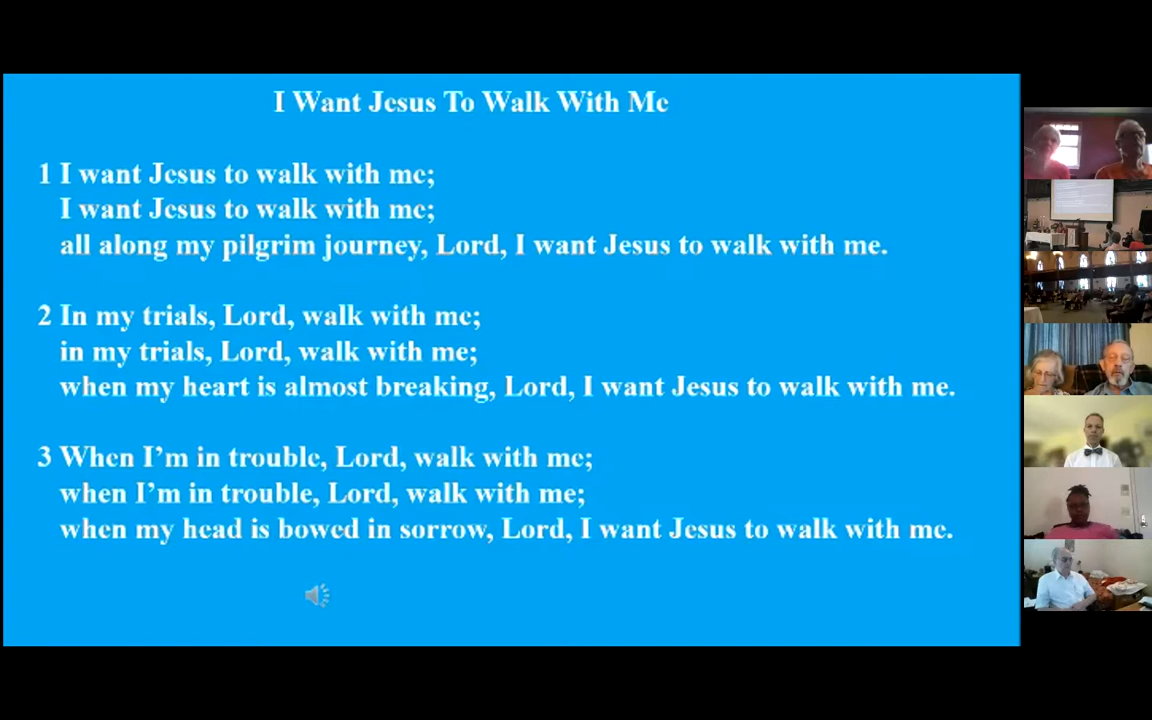 I Want Jesus To Walk With Me
1 I want Jesus to walk with me;
I want Jesus to walk with me;
all along my pilgrim journey, Lord, I want Jesus to walk with me.
2 In my trials, Lord, walk with me;
in my trials, Lord, walk with me;
when my heart is almost breaking, Lord, I want Jesus to walk with me.
3 When I’m in trouble, Lord, walk with me;
when I’m in trouble, Lord, walk with me;
when my head is bowed in sorrow, Lord, I want Jesus to walk with me.